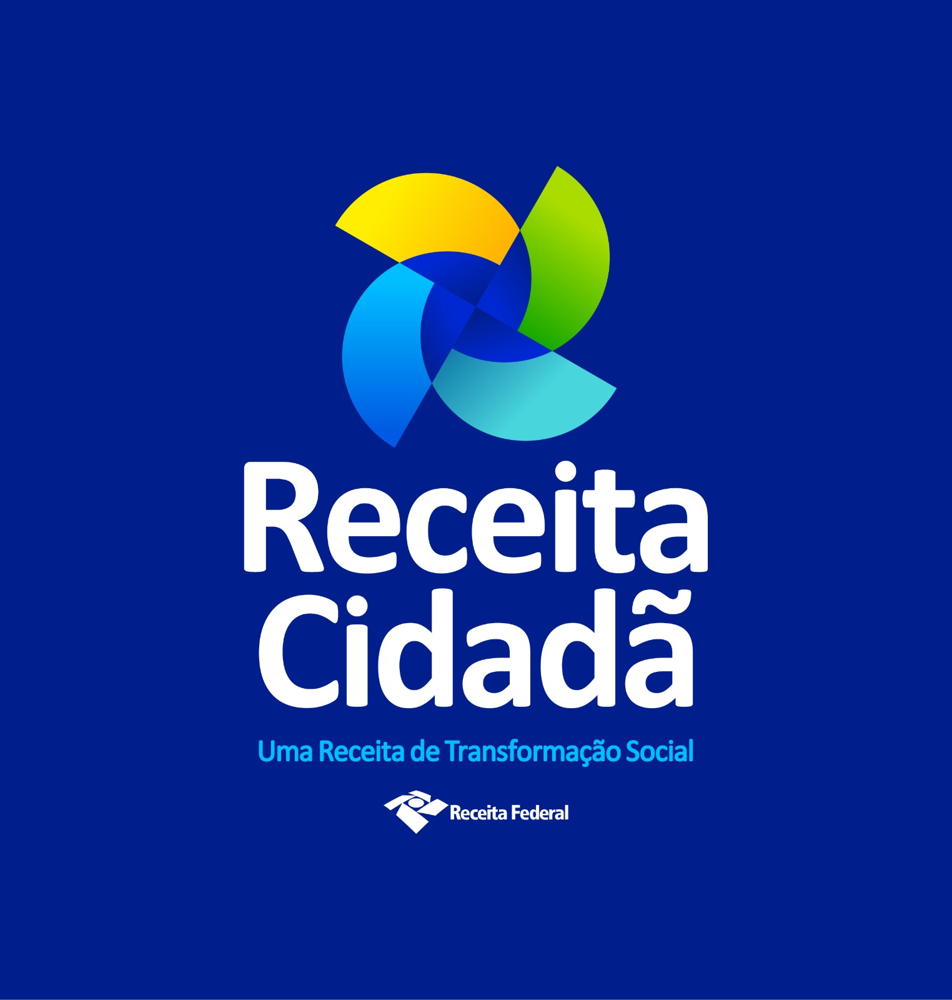 Receita
Cidadã
Uma Receita de Transformação Social
Receita Federal